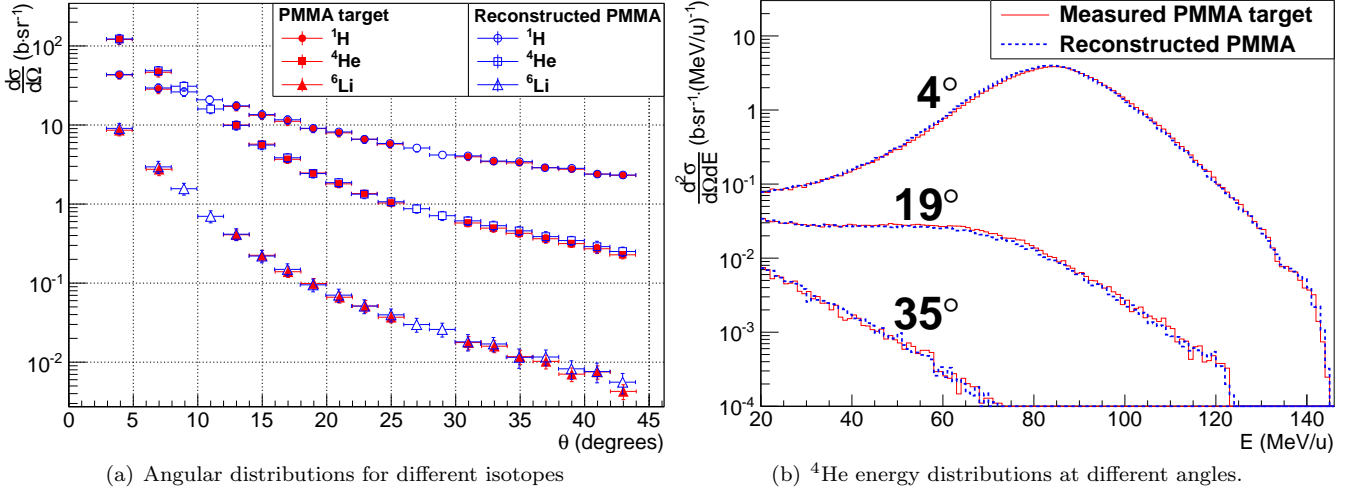 dσ/dΩ (b·sr⁻¹)
10²
10
1
10⁻¹
10⁻²
PMMA target
¹H
⁴He
⁶Li
Reconstructed PMMA
¹H
⁴He
⁶Li
0 5 10 15 20 25 30 35 40 45
θ (degrees)
(a) Angular distributions for different isotopes
d²σ/dΩdE (b·sr⁻¹·(MeV/u)⁻¹)
10
1
10⁻¹
10⁻²
10⁻³
10⁻⁴
Measured PMMA target
Reconstructed PMMA
4°
19°
35°
20 40 60 80 100 120 140
E (MeV/u)
(b) ⁴He energy distributions at different angles.